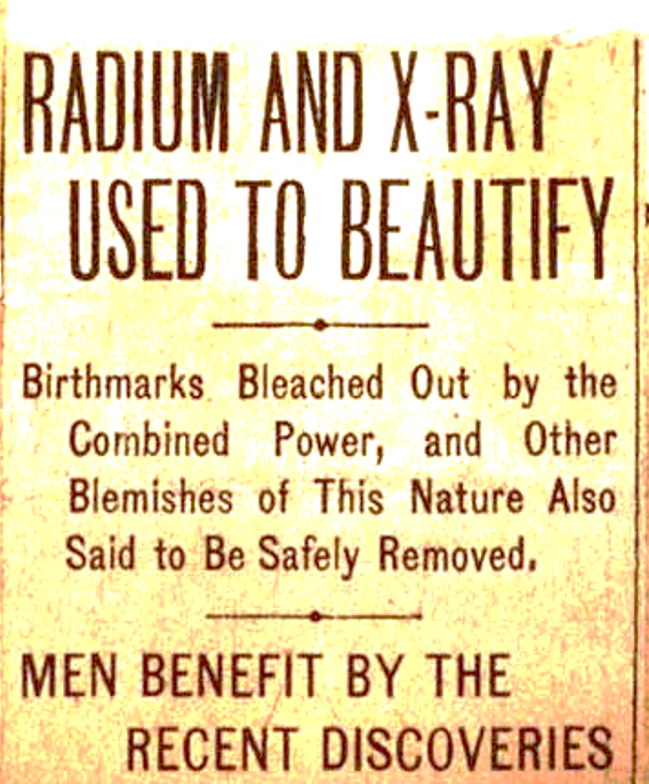 RADIUM AND X-RAY
USED TO BEAUTIFY
Birthmarks Bleached Out by the
Combined Power, and Other
Blemishes of This Nature Also
Said to Be Safely Removed.
MEN BENEFIT BY THE
RECENT DISCOVERIES